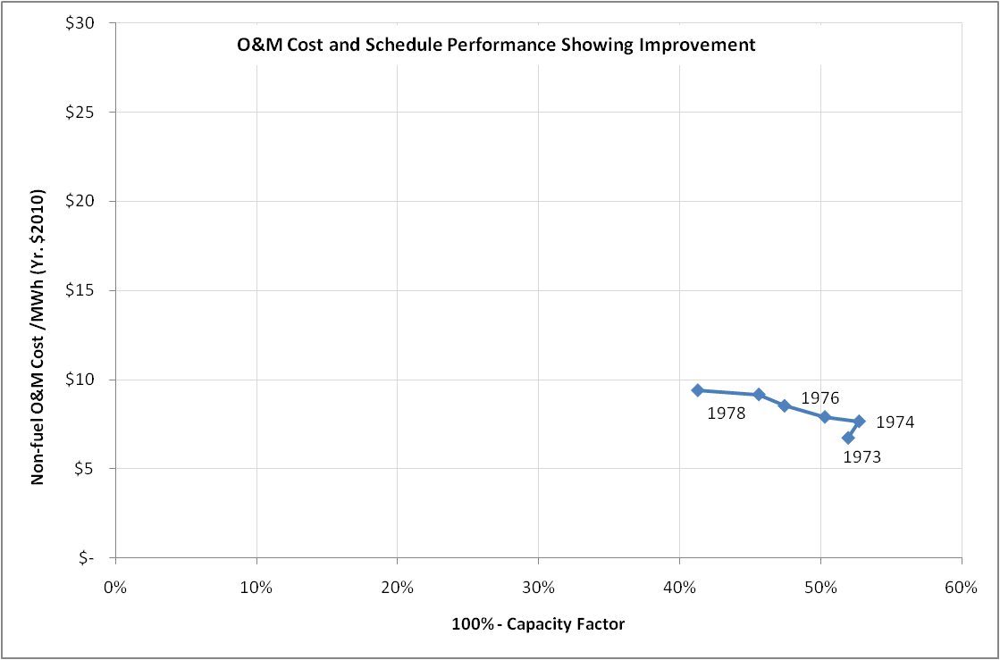 O&M Cost and Schedule Performance Showing Improvement
Non-fuel O&M Cost /MWh (Yr. $2010)
$30
$25
$20
$15
$10
$5
$-
1978
1976
1974
1973
0% 10% 20% 30% 40% 50% 60%
100% - Capacity Factor